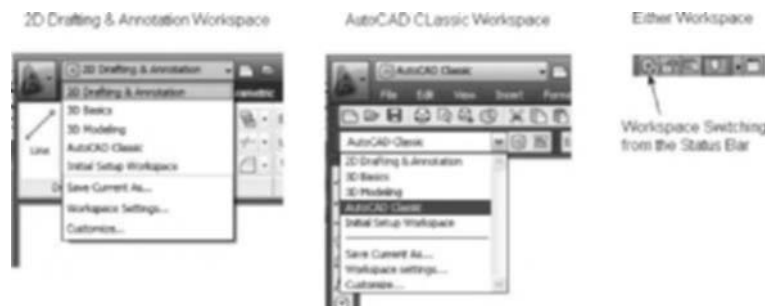 2D Drafting & Annotation Workspace
2D Drafting & Annotation
2D Drafting & Annotation
3D Basics
3D Modeling
AutoCAD Classic
Initial Setup Workspace
Save Current As...
Workspace Settings...
Customize...
Line
AutoCAD CLassic Workspace
AutoCAD Classic
File Edit View Insert
AutoCAD Classic
2D Drafting & Annotation
3D Basics
3D Modeling
AutoCAD Classic
Initial Setup Workspace
Save Current As...
Workspace settings...
Customize...
Either Workspace
Workspace Switching
from the Status Bar